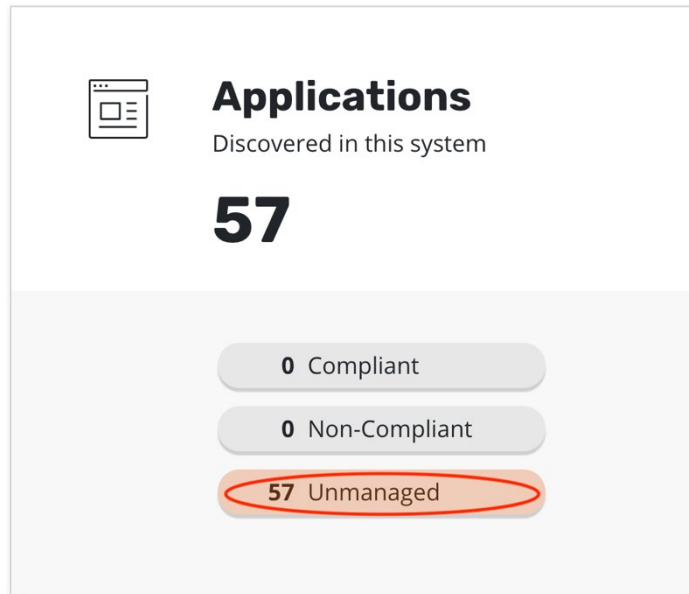 Applications
Discovered in this system
57
0 Compliant
0 Non-Compliant
57 Unmanaged